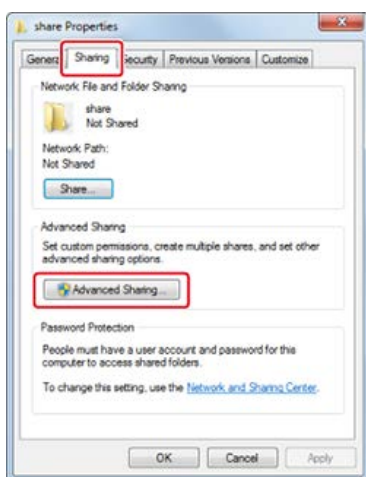 share Properties
General Sharing Security Previous Versions Customize
Network File and Folder Sharing
share
Not Shared
Network Path:
Not Shared
Share...
Advanced Sharing
Set custom permissions, create multiple shares, and set other
advanced sharing options.
Advanced Sharing...
Password Protection
People must have a user account and password for this
computer to access shared folders.
To change this setting, use the Network and Sharing Center.
OK Cancel Apply